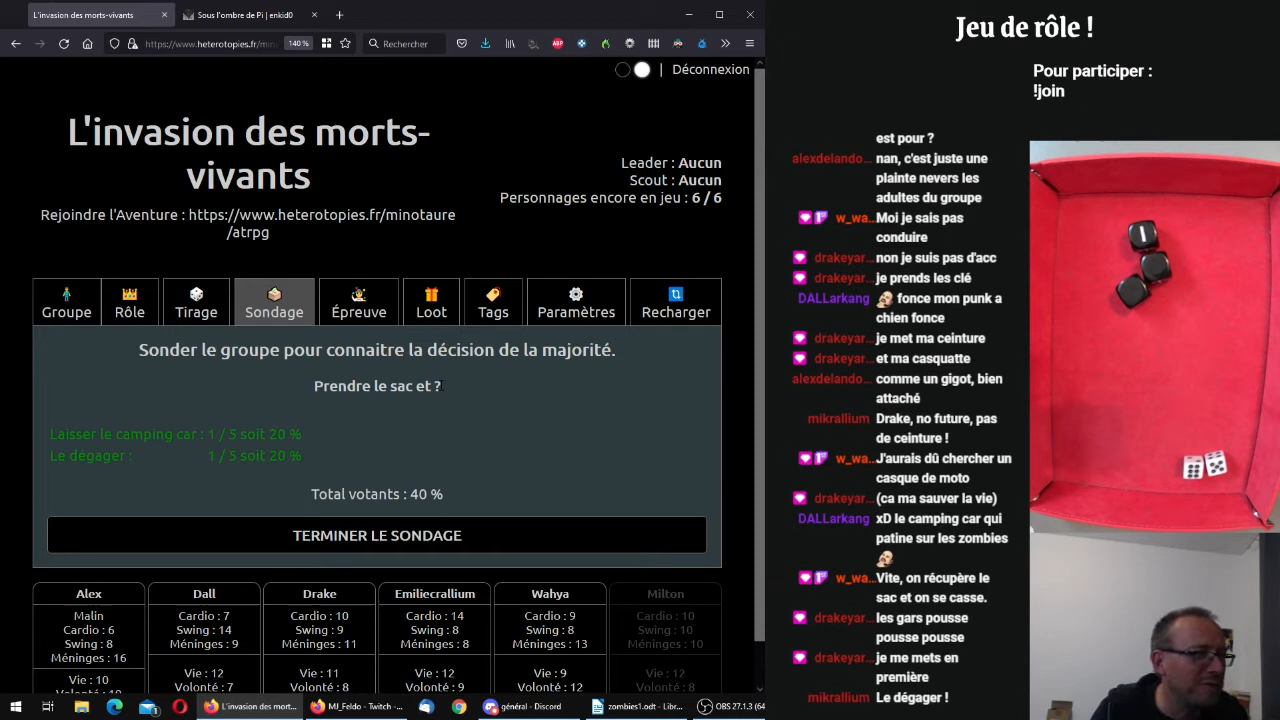 L'invasion des morts-vivants
Sous l'ombre de Pi | enkid0
https://www.heterotopies.fr/min
140 %
Rechercher
ABP
Déconnexion
L'invasion des morts-
vivants
Rejoindre l'Aventure : https://www.heterotopies.fr/minotaure
/atrpg
Leader : Aucun
Scout : Aucun
Personnages encore en jeu : 6 / 6
Groupe
Rôle
Tirage
Sondage
Épreuve
Loot
Tags
Paramètres
Recharger
Sonder le groupe pour connaitre la décision de la majorité.
Prendre le sac et ?
Laisser le camping car : 1 / 5 soit 20 %
Le dégager : 1 / 5 soit 20 %
Total votants : 40 %
TERMINER LE SONDAGE
Alex
Malin
Cardio : 6
Swing : 8
Méninges : 16
Vie : 10
Volonté : 10
Dall
Cardio : 7
Swing : 14
Méninges : 9
Vie : 12
Volonté : 7
Drake
Cardio : 10
Swing : 9
Méninges : 11
Vie : 11
Volonté : 8
Emiliecrallium
Cardio : 14
Swing : 8
Méninges : 8
Vie : 12
Volonté : 9
Wahya
Cardio : 9
Swing : 8
Méninges : 13
Vie : 9
Volonté : 12
Milton
Cardio : 10
Swing : 10
Méninges : 10
Vie : 12
Volonté : 8
L'invasion des mort...
MJ_Feldo - Twitch - ...
général - Discord
zombies1.odt - Libr...
OBS 27.1.3 (64
Jeu de rôle !
Pour participer :
!join
est pour ?
alexdelando... nan, c'est juste une
plainte nevers les
adultes du groupe
w_wa... Moi je sais pas
conduire
drakeyar... non je suis pas d'acc
drakeyar... je prends les clé
DALLarkang fonce mon punk a
chien fonce
drakeyar... je met ma ceinture
drakeyar... et ma casquatte
alexdelando... comme un gigot, bien
attaché
mikrallium Drake, no future, pas
de ceinture !
w_wa... J'aurais dû chercher un
casque de moto
drakeyar... (ca ma sauver la vie)
DALLarkang xD le camping car qui
patine sur les zombies
w_wa... Vite, on récupère le
sac et on se casse.
drakeyar... les gars pousse
pousse pousse
drakeyar... je me mets en
première
mikrallium Le dégager !